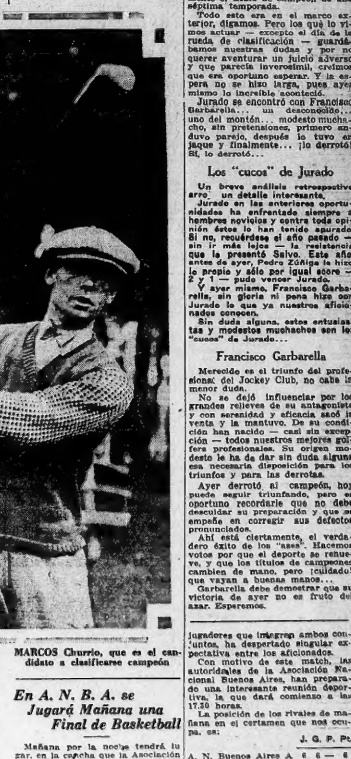 séptima temporada.
Todo esto era en el marco ex-
terior, digamos. Pero los que lo vi-
mos actuar — excepto el día de la
rueda de clasificación — guardá-
bamos nuestras dudas y por no
querer aventurar un juicio adverso
y que parecía inverosímil, creímos
que era oportuno esperar. Y la es-
pera no se hizo larga, pues ayer
mismo lo increíble aconteció.
Jurado se encontró con Francisco
Garbarella... un desconocido...
uno del montón... modesto mucha-
cho, sin pretensiones, primero an-
duvo parejo, después lo tuvo en
jaque y finalmente... ¡lo derrotó!
Sí, lo derrotó...
Los "cucos" de Jurado
Un breve análisis retrospectivo
un detalle interesante.
Jurado en las anteriores oportu-
nidades ha enfrentado siempre a
hombres novicios y contra toda opi-
nión éstos lo han tenido apurado.
Si no, recuérdese el año pasado —
sin ir más lejos — la resistencia
que le presentó Salvo. Este año,
antes de ayer, Pedro Zúñiga le hizo
lo propio y sólo por igual score —
2 y 1 — pudo vencer Jurado.
Y ayer mismo, Francisco Garba-
rella, sin gloria ni pena hizo con
Jurado lo que ya nuestros aficio-
nados conocen.
Sin duda alguna, estos entusias-
tas y modestos muchachos son los
"cucos" de Jurado...
Francisco Garbarella
Merecido es el triunfo del profe-
sional del Jockey Club, no cabe la
menor duda.
No se dejó influenciar por los
grandes relieves de su antagonista
y con serenidad y eficacia sacó la
venta y la mantuvo. De su condi-
ción han nacido — casi sin excep-
ción — todos nuestros mejores gol-
fers profesionales. Su origen mo-
desto le ha de dar sin duda alguna
esa necesaria disposición para los
triunfos y para las derrotas.
Ayer derrotó al campeón, hoy
puede seguir triunfando, pero es
oportuno recordarle que no debe
descuidar su preparación y que se
empeñe en corregir sus defectos
pronunciados.
Ahí está ciertamente, el verda-
dero éxito de los "ases". Hacemos
votos por que el deporte se renue-
ve, y que los títulos de campeones
cambien de mano, pero ¡cuidado!
que vayan a buenas manos...
Garbarella debe demostrar que su
victoria de ayer no es fruto del
azar. Esperemos.
MARCOS Churrio, que es el can-
didato a clasificarse campeón
En A. N. B. A. se
Jugará Mañana una
Final de Basketball
Mañana por la noche tendrá lu-
gar, en la cancha que la Asociación
jugadores que integran ambos con-
juntos, ha despertado singular ex-
pectativa entre los aficionados.
Con motivo de este match, las
autoridades de la Asociación Na-
cional Buenos Aires, han prepara-
do una interesante reunión depor-
tiva, la que dará comienzo a las
17.30 horas.
La posición de los rivales de ma-
ñana en el certamen que nos ocu-
pa, es:
J. G. P. Pt.
A. N. Buenos Aires A 6 6 — 6